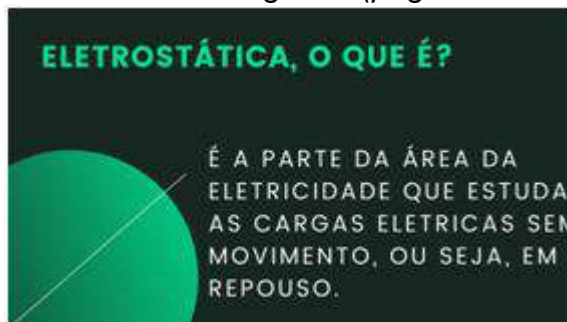 ELETROSTÁTICA, O QUE É?
É A PARTE DA ÁREA DA
ELETRICIDADE QUE ESTUDA
AS CARGAS ELETRICAS SEM
MOVIMENTO, OU SEJA, EM
REPOUSO.